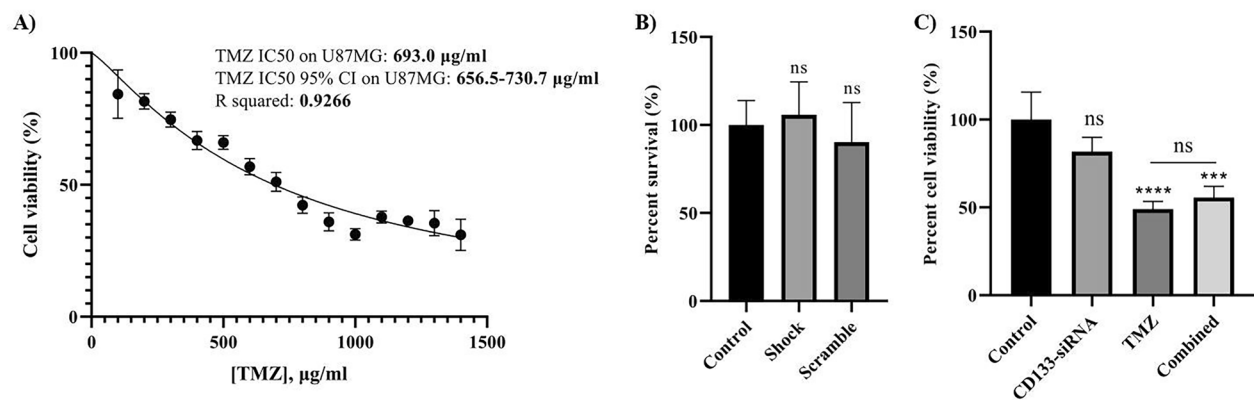 A)
TMZ IC50 on U87MG: 693.0 µg/ml
TMZ IC50 95% CI on U87MG: 656.5-730.7 µg/ml
R squared: 0.9266
Cell viability (%)
100
50
0
0
500
1000
1500
[TMZ], µg/ml
B)
Percent survival (%)
150
100
50
0
ns
ns
Control
Shock
Scramble
C)
Percent cell viability (%)
150
100
50
0
ns
ns
****
***
Control
CD133-siRNA
TMZ
Combined